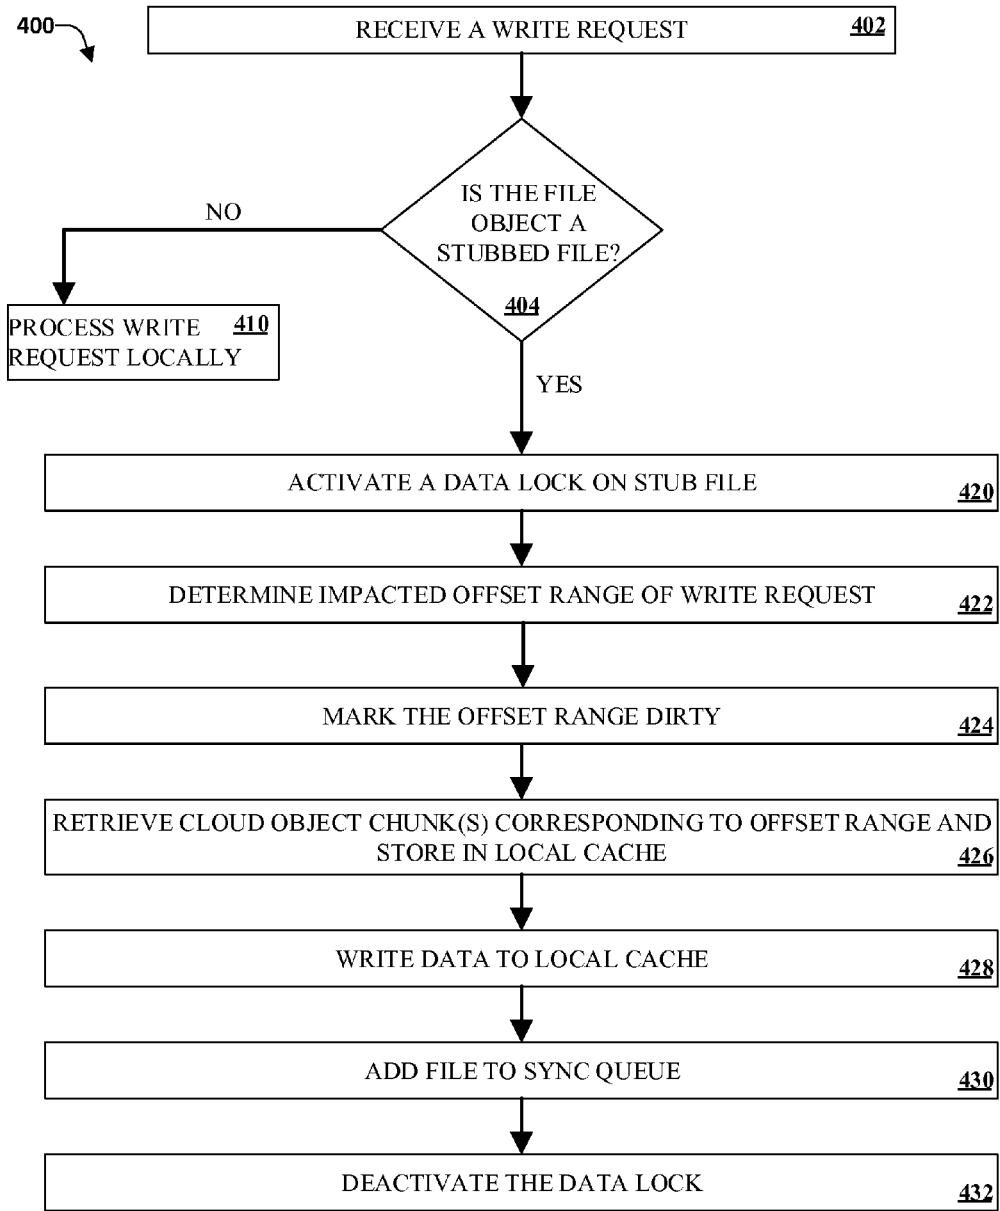 400
RECEIVE A WRITE REQUEST 402
IS THE FILE
OBJECT A
STUBBED FILE?
404
NO
PROCESS WRITE 410
REQUEST LOCALLY
YES
ACTIVATE A DATA LOCK ON STUB FILE 420
DETERMINE IMPACTED OFFSET RANGE OF WRITE REQUEST 422
MARK THE OFFSET RANGE DIRTY 424
RETRIEVE CLOUD OBJECT CHUNK(S) CORRESPONDING TO OFFSET RANGE AND
STORE IN LOCAL CACHE 426
WRITE DATA TO LOCAL CACHE 428
ADD FILE TO SYNC QUEUE 430
DEACTIVATE THE DATA LOCK 432